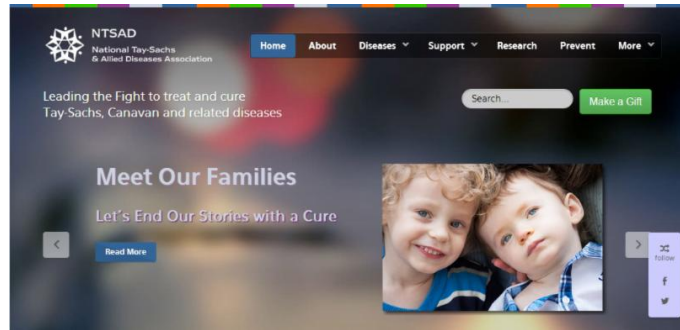 NTSAD
National Tay-Sachs
& Allied Diseases Association
Home About Diseases Support Research Prevent More
Leading the Fight to treat and cure
Tay-Sachs, Canavan and related diseases
Search...
Make a Gift
Meet Our Families
Let's End Our Stories with a Cure
Read More
follow